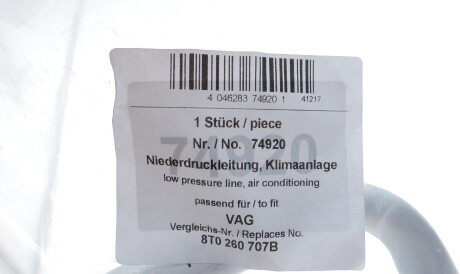 4 046283 74920 1 41217
1 Stück / piece
Nr. / No. 74920
74920
Niederdruckleitung, Klimaanlage
low pressure line, air conditioning
passend für / to fit
VAG
Vergleichs-Nr. / Replaces No.
8T0 260 707B